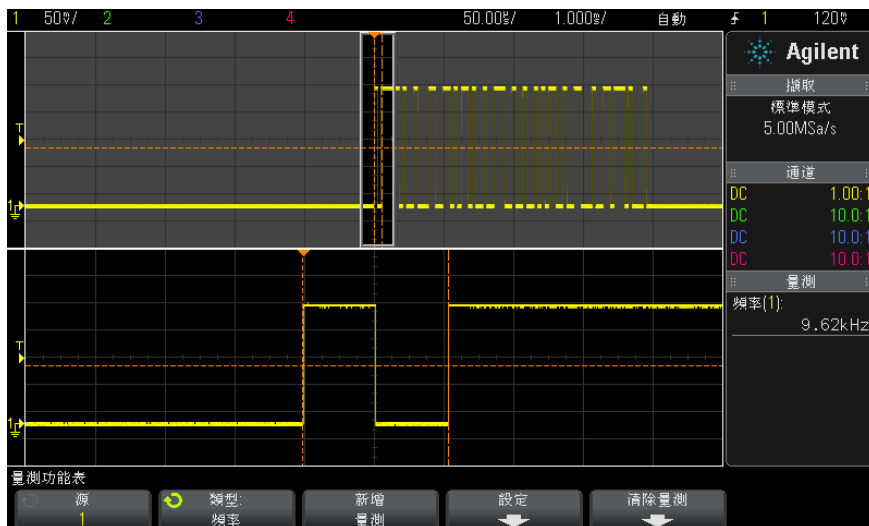 1 50㎷/ 2 3 4 50.00㎲/ 1.000㎳/ 自動 1 120㎷
Agilent
擷取
標準模式
5.00MSa/s
通道
DC 1.00:1
DC 10.0:1
DC 10.0:1
DC 10.0:1
量測
頻率(1):
9.62kHz
T
1
T
1
量測功能表
源
1
類型:
頻率
新增
量測
設定
清除量測